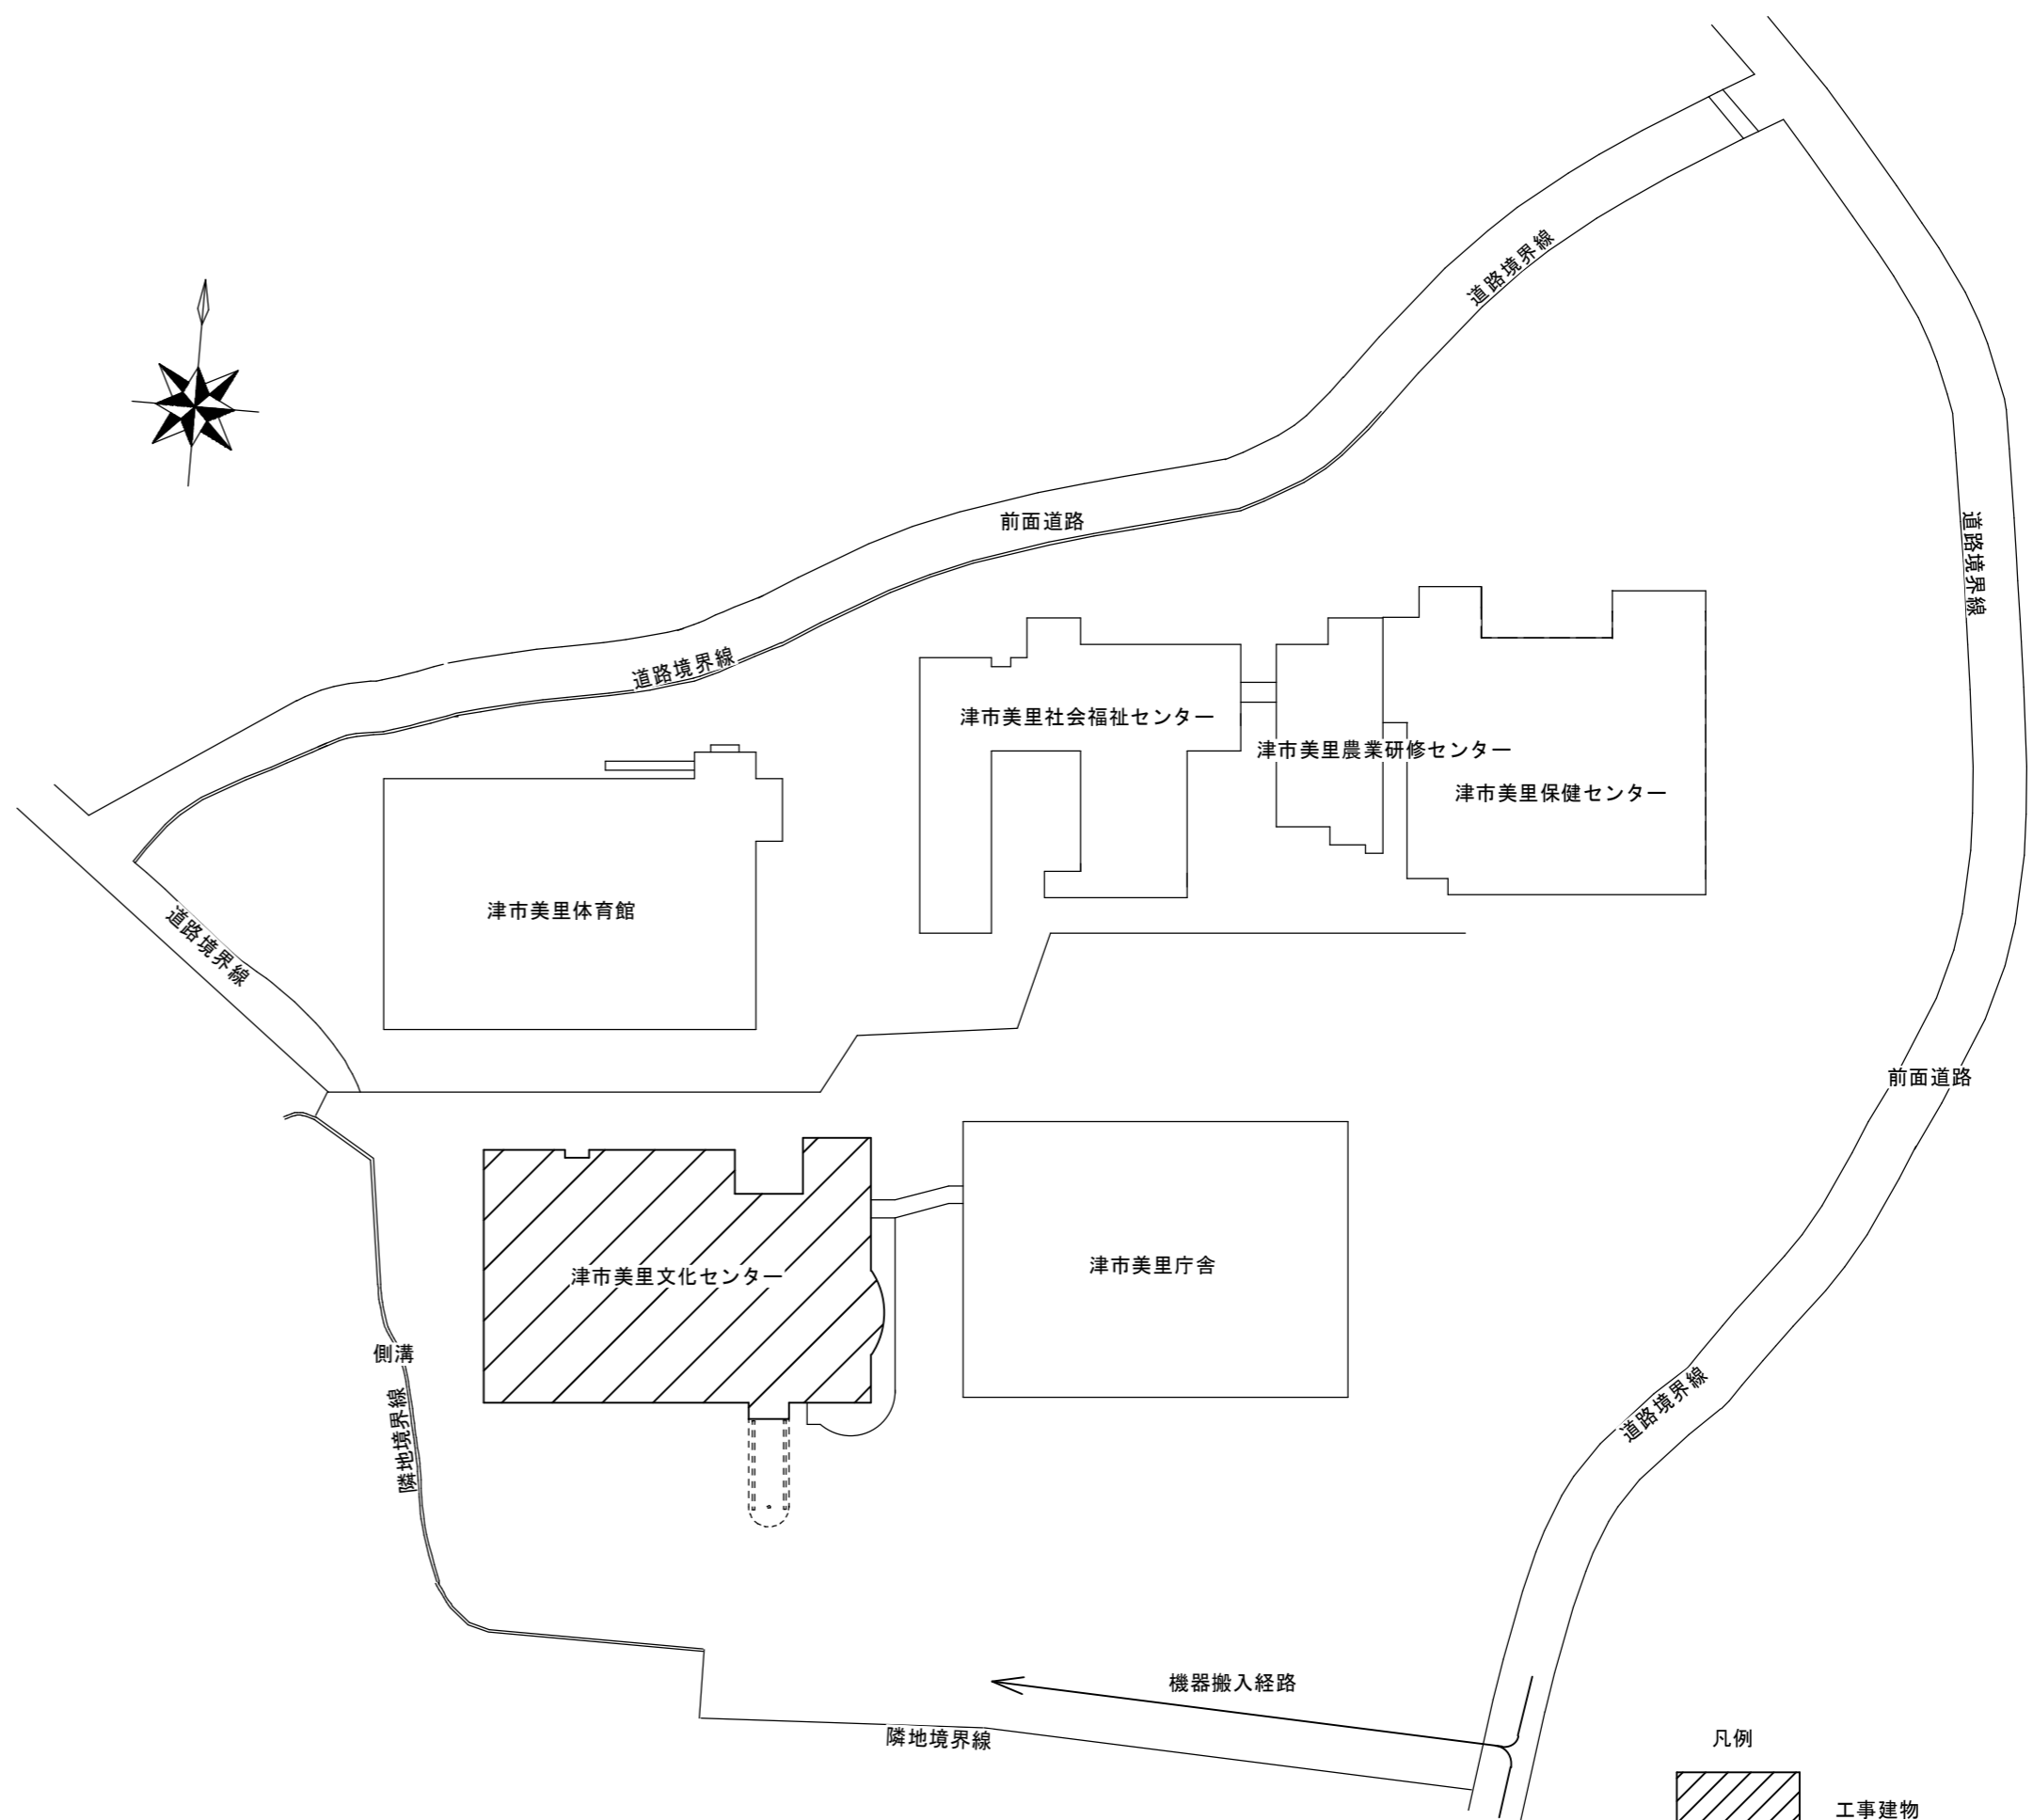 道路境界線
前面道路
道路境界線
道路境界線
津市美里社会福祉センター
津市美里農業研修センター
津市美里保健センター
津市美里体育館
道路境界線
前面道路
津市美里文化センター
津市美里庁舎
側溝
隣地境界線
道路境界線
機器搬入経路
隣地境界線
凡例
工事建物